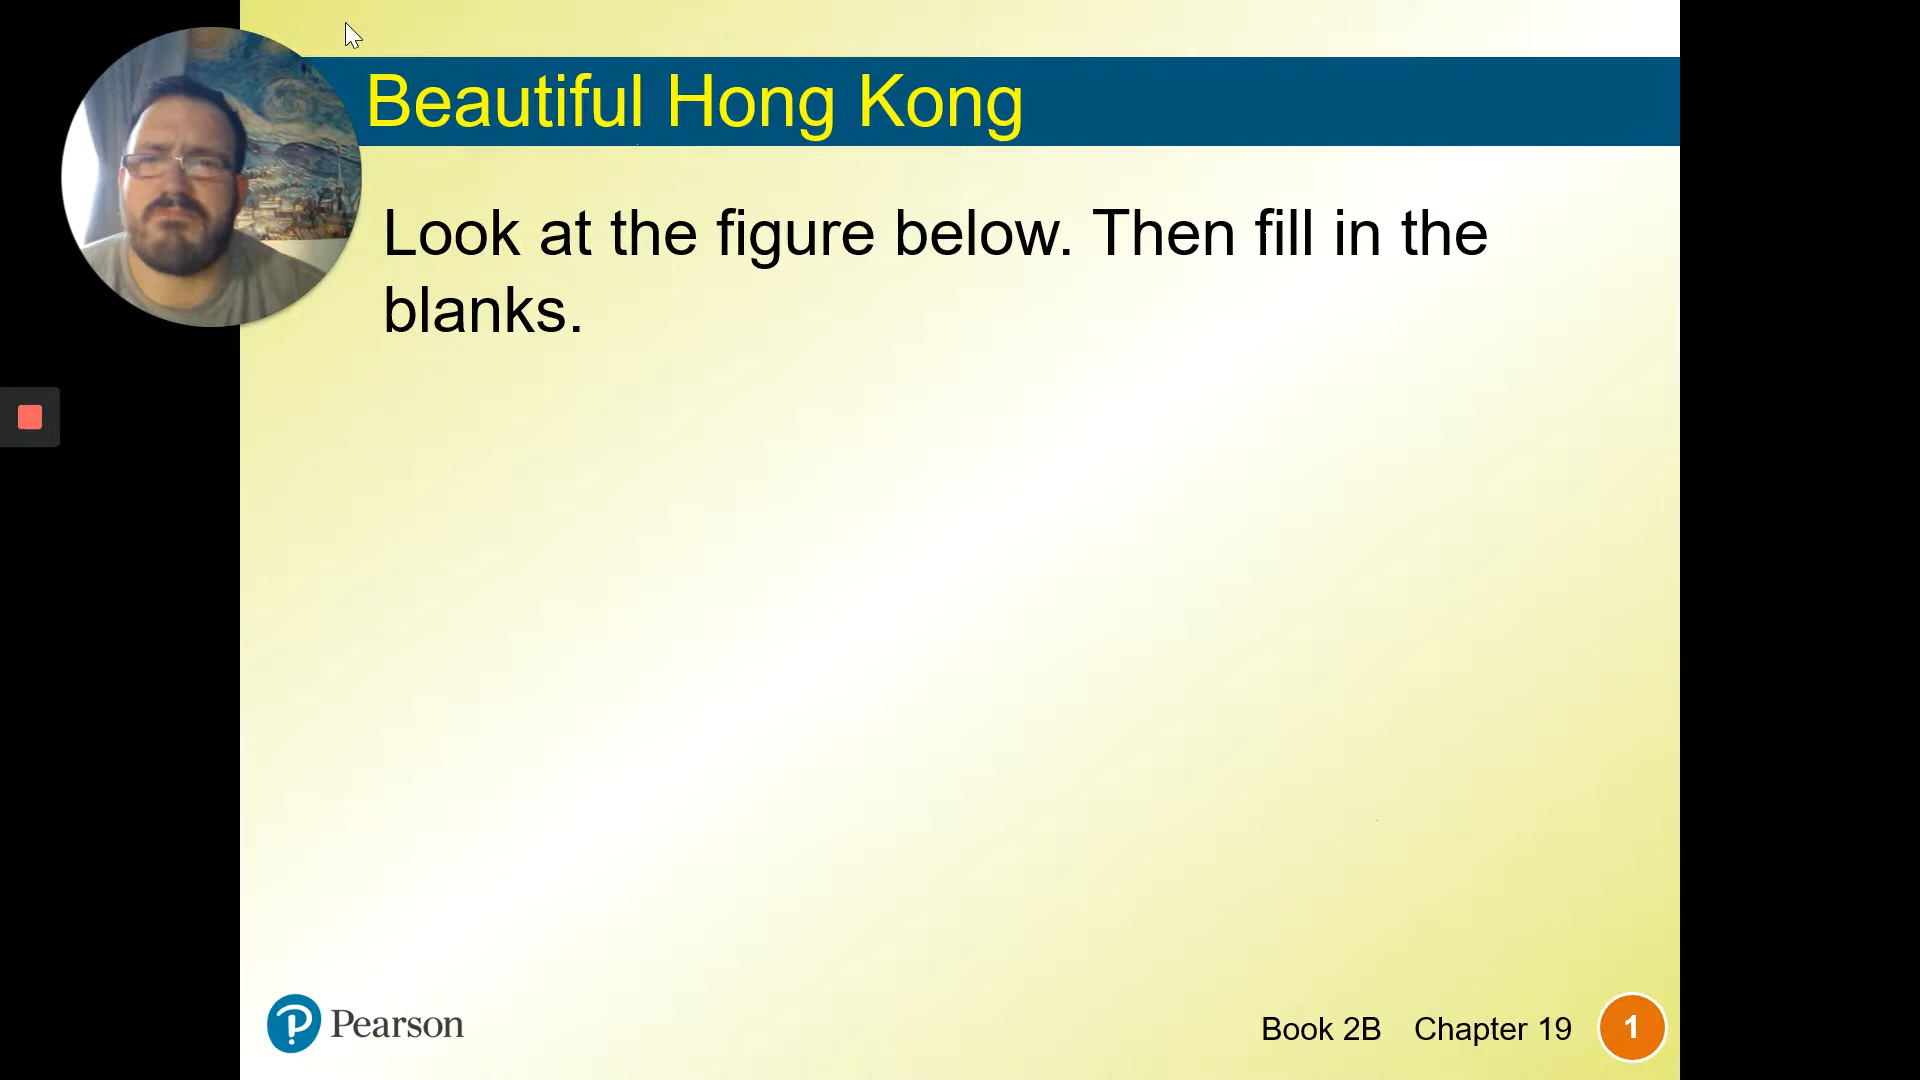 Beautiful Hong Kong
Look at the figure below. Then fill in the
blanks.
Pearson
Book 2B Chapter 19 1